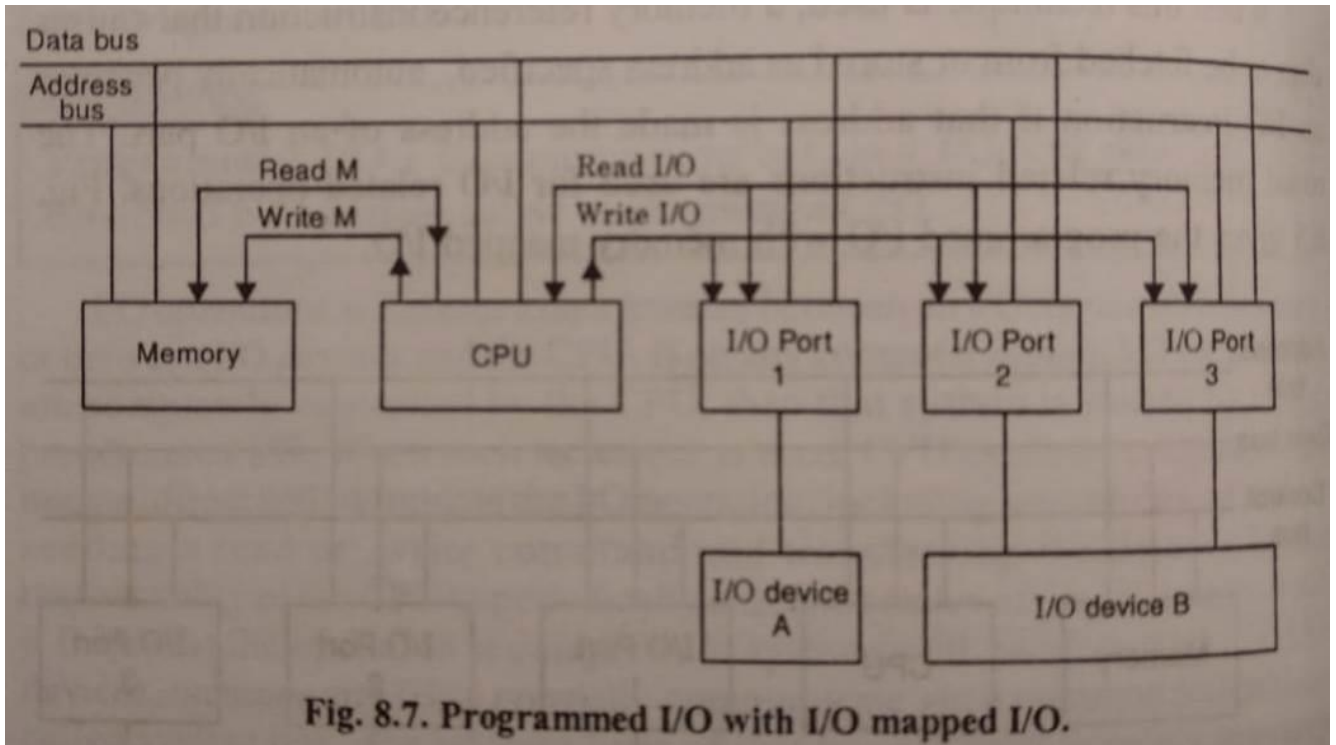 Data bus
Address
bus
Read M
Write M
Read I/O
Write I/O
Memory
CPU
I/O Port
1
I/O Port
2
I/O Port
3
I/O device
A
I/O device B
Fig. 8.7. Programmed I/O with I/O mapped I/O.